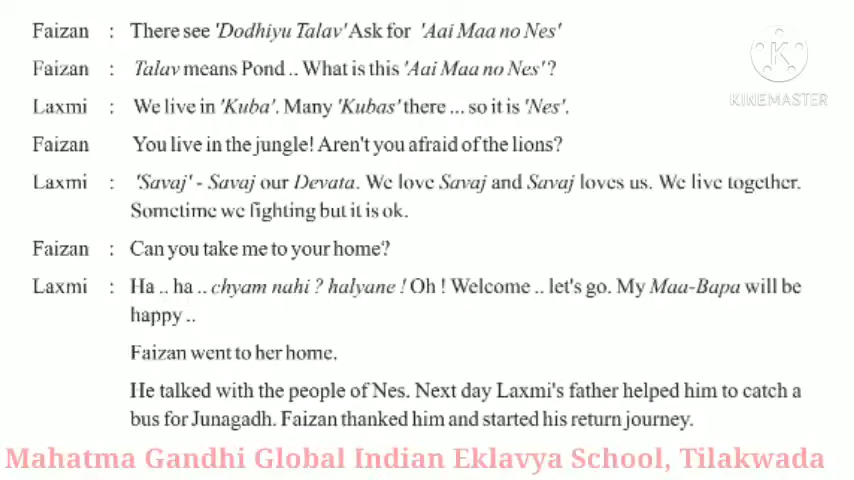 Faizan : There see 'Dodhiyu Talav' Ask for 'Aai Maa no Nes'
Faizan : Talav means Pond .. What is this 'Aai Maa no Nes'?
Laxmi : We live in 'Kuba'. Many 'Kubas' there ... so it is 'Nes'.
Faizan You live in the jungle! Aren't you afraid of the lions?
Laxmi : 'Savaj' - Savaj our Devata. We love Savaj and Savaj loves us. We live together.
Sometime we fighting but it is ok.
Faizan : Can you take me to your home?
Laxmi : Ha .. ha .. chyam nahi ? halyane ! Oh ! Welcome .. let's go. My Maa-Bapa will be
happy ..
Faizan went to her home.
He talked with the people of Nes. Next day Laxmi's father helped him to catch a
bus for Junagadh. Faizan thanked him and started his return journey.
K
KINEMASTER
Mahatma Gandhi Global Indian Eklavya School, Tilakwada